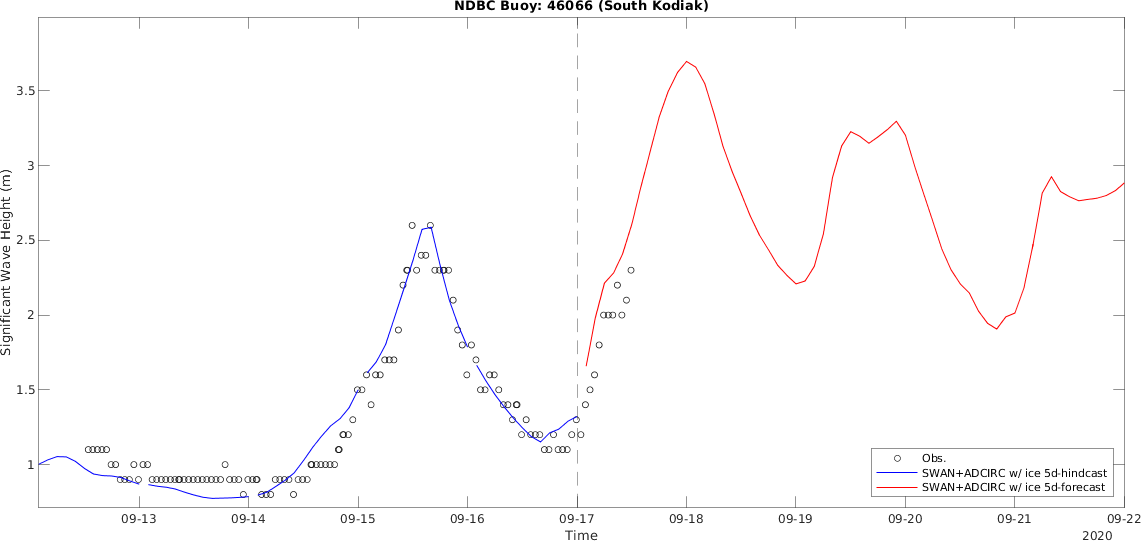 NDBC Buoy: 46066 (South Kodiak)
Significant Wave Height (m)
3.5
3
2.5
2
1.5
1
Obs.
SWAN+ADCIRC w/ ice 5d-hindcast
SWAN+ADCIRC w/ ice 5d-forecast
09-13 09-14 09-15 09-16 09-17 09-18 09-19 09-20 09-21 09-22
Time
2020